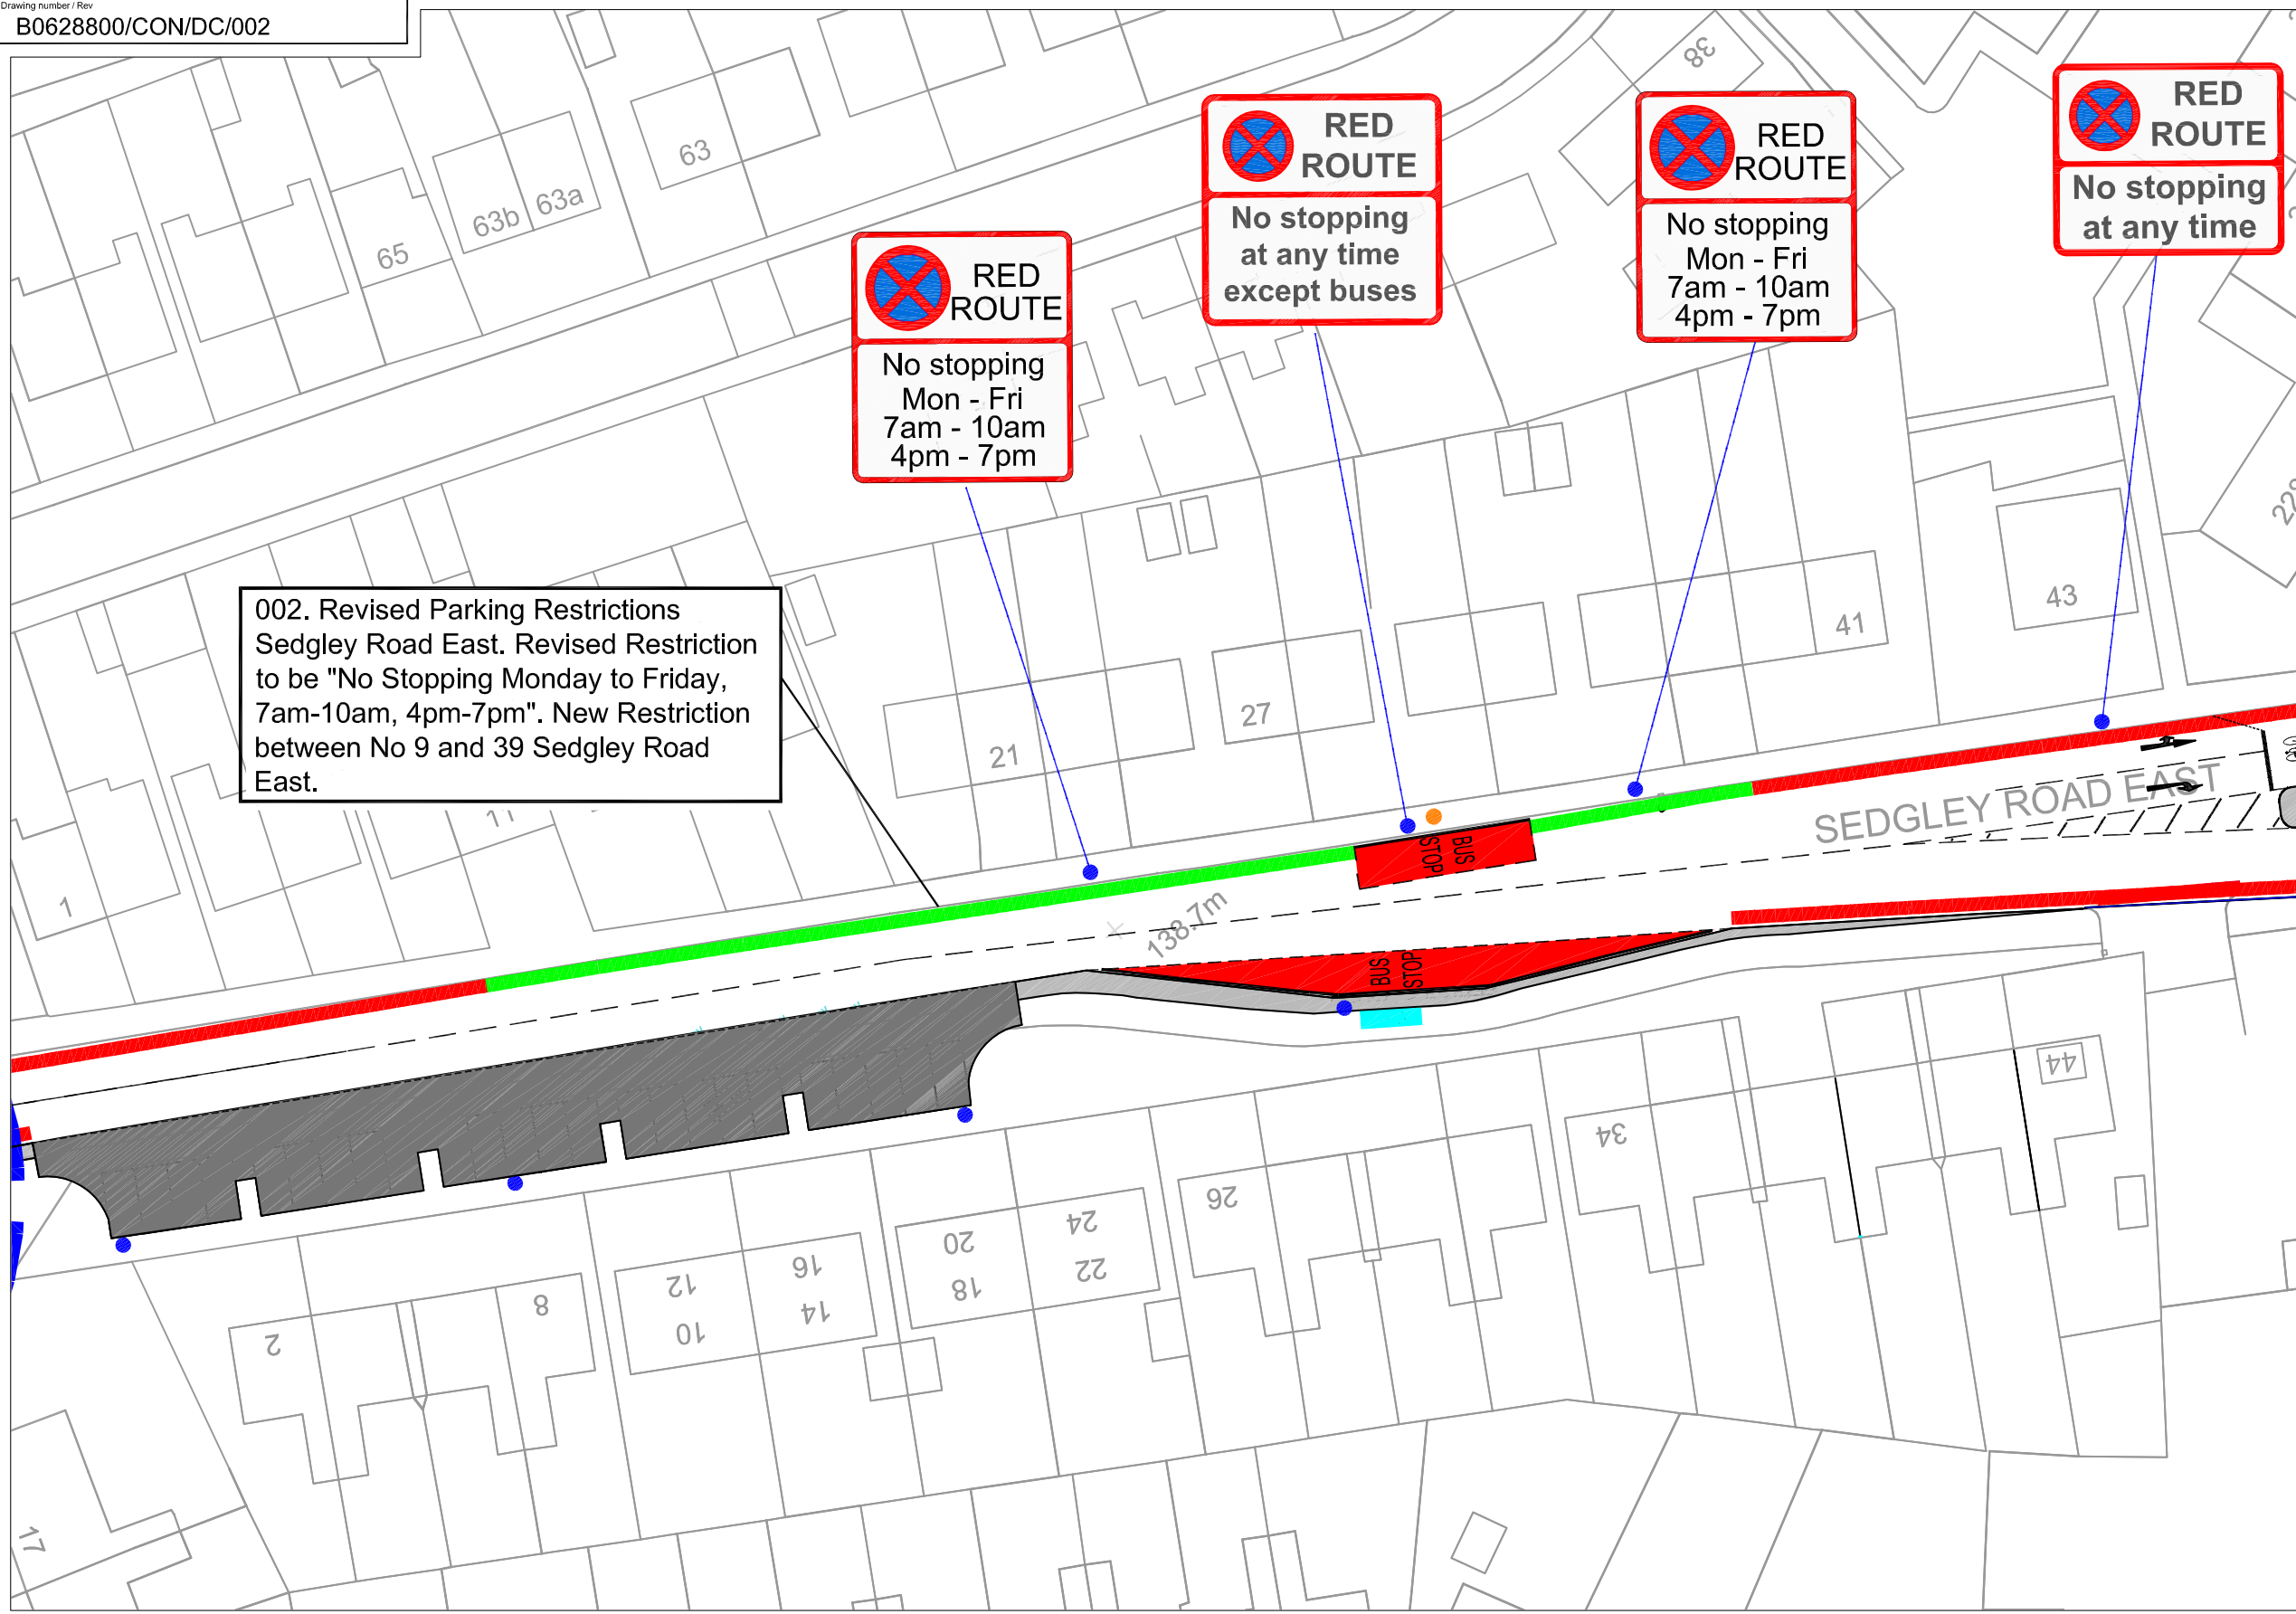 Drawing number / Rev
B0628800/CON/DC/002
38
63
63b
63a
65
RED
ROUTE
No stopping
at any time
except buses
RED
ROUTE
No stopping
Mon - Fri
7am - 10am
4pm - 7pm
RED
ROUTE
No stopping
at any time
RED
ROUTE
No stopping
Mon - Fri
7am - 10am
4pm - 7pm
002. Revised Parking Restrictions
Sedgley Road East. Revised Restriction
to be "No Stopping Monday to Friday,
7am-10am, 4pm-7pm". New Restriction
between No 9 and 39 Sedgley Road
East.
43
41
27
21
11
1
SEDGLEY ROAD EAST
BUS
STOP
138.7m
BUS
STOP
44
34
26
24
22
20
18
16
14
12
10
8
2
17